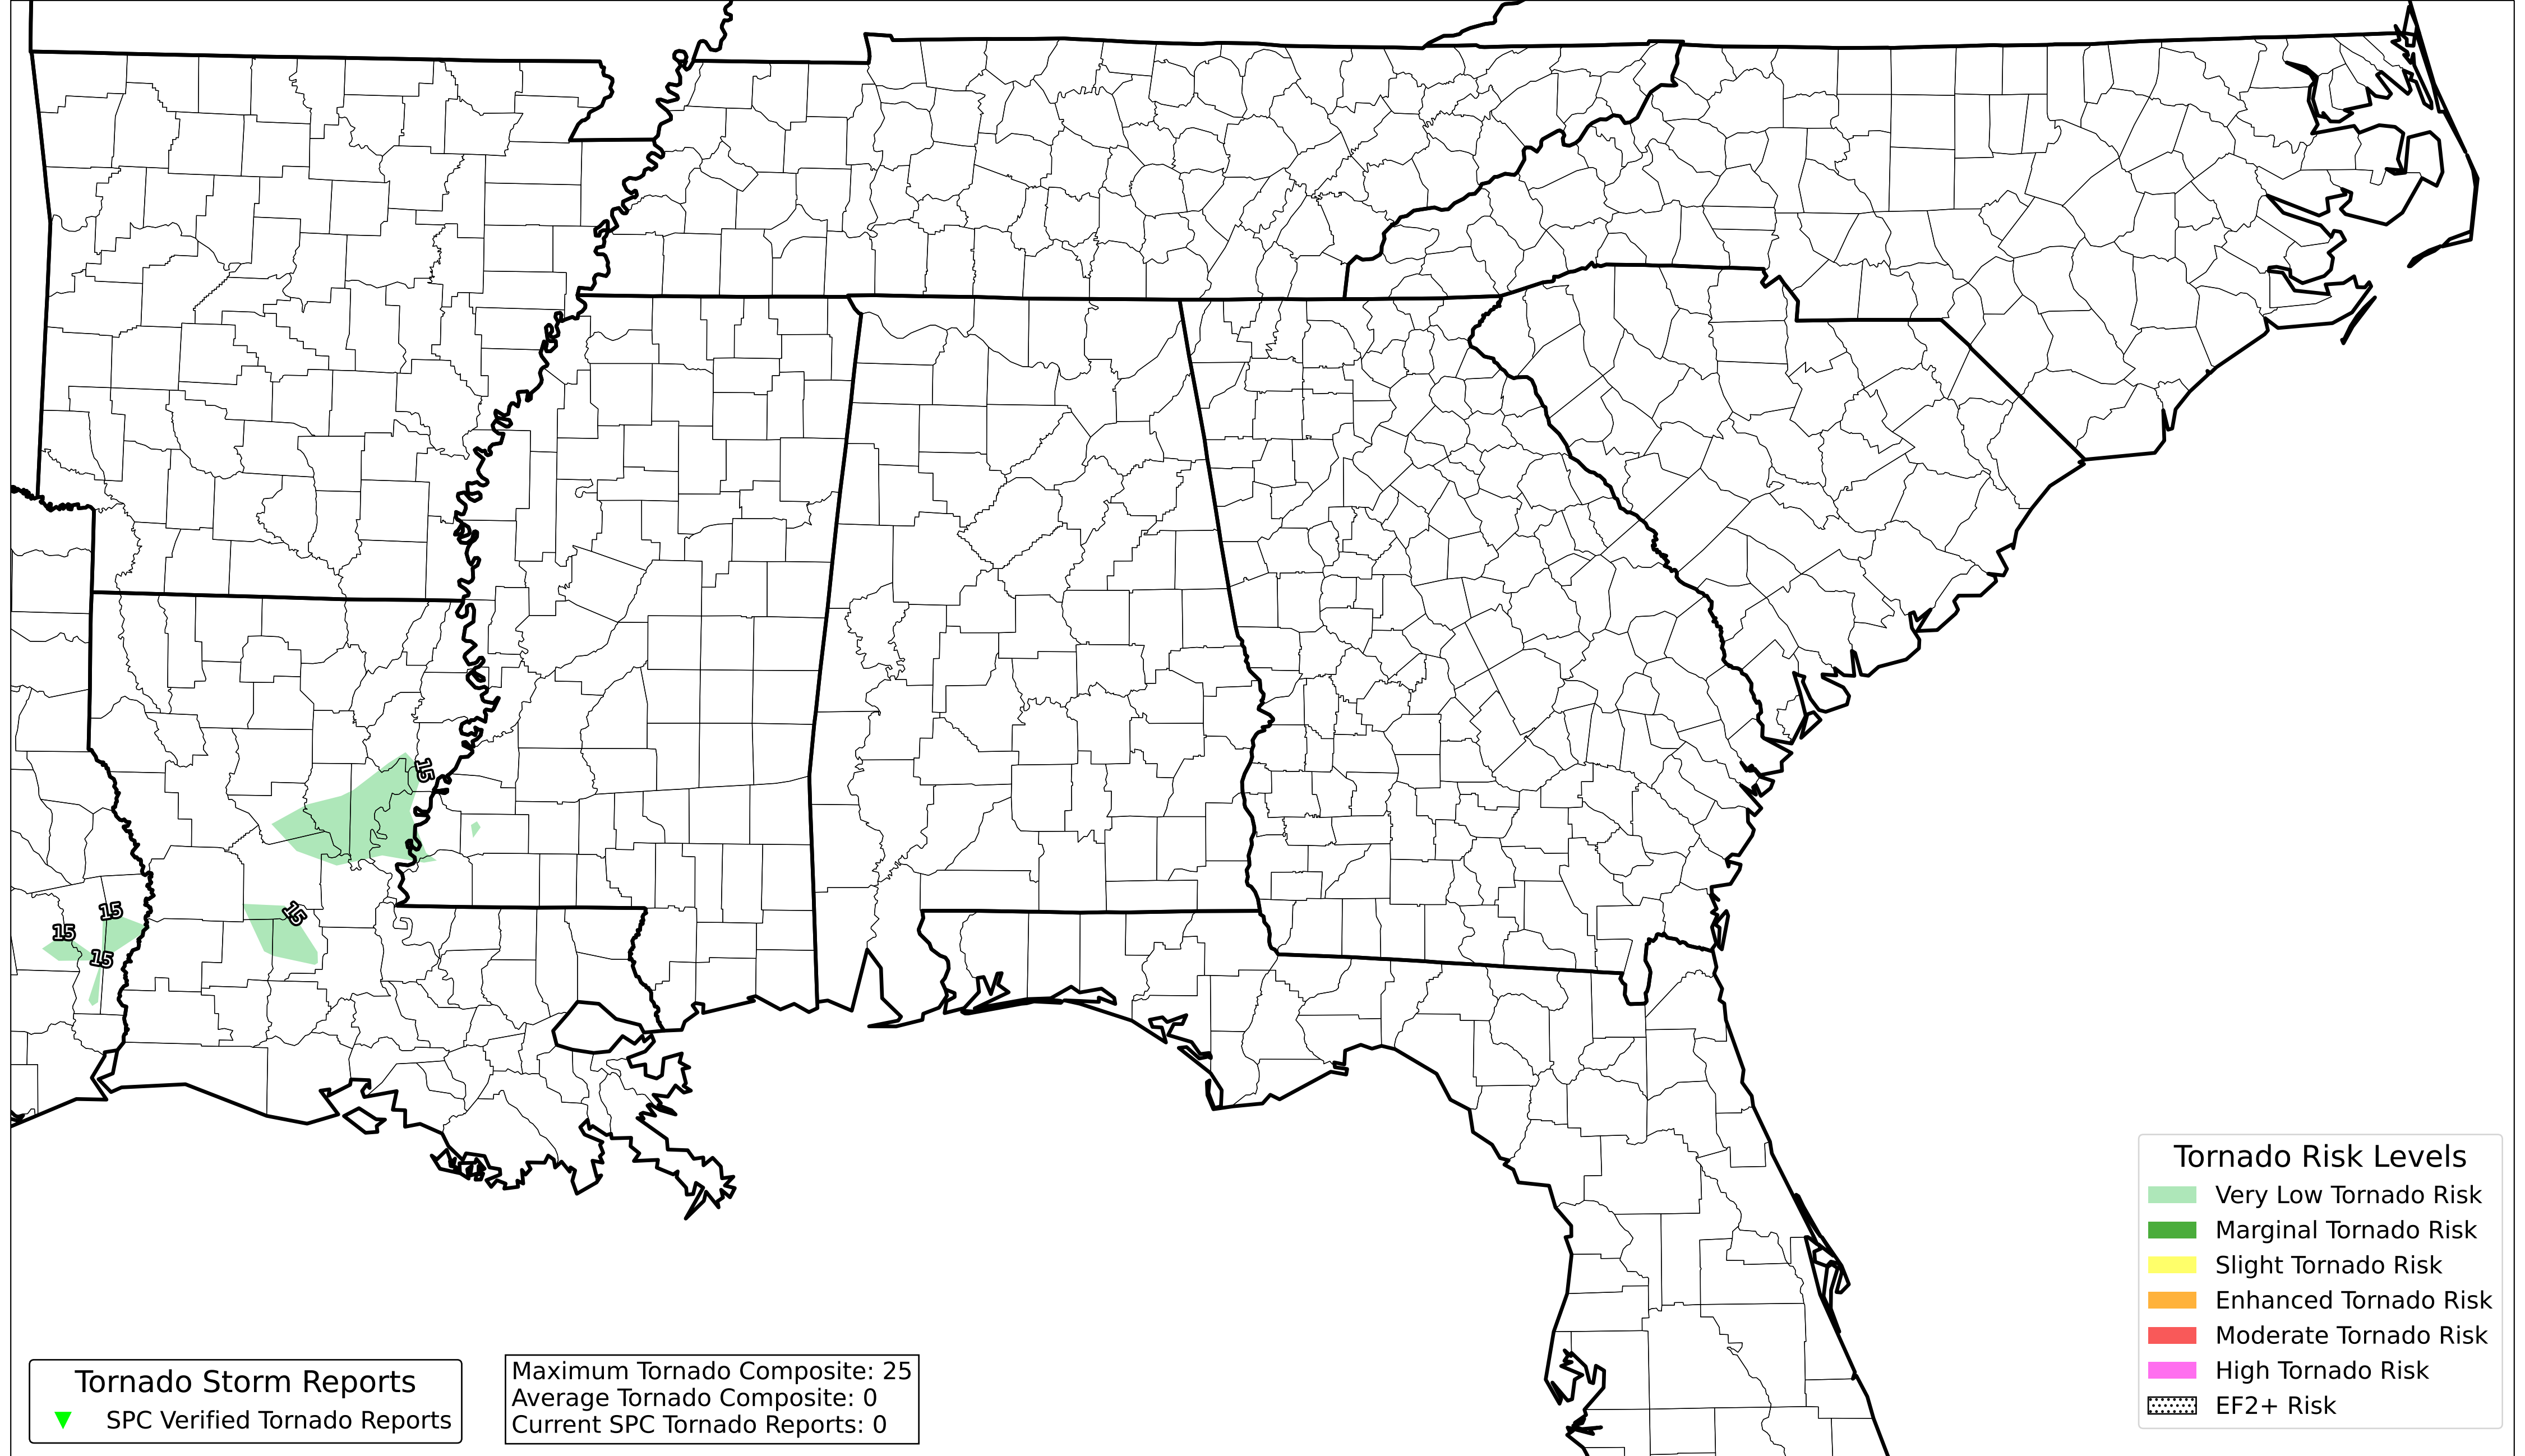 15
15
15
15
15
Tornado Risk Levels
Very Low Tornado Risk
Marginal Tornado Risk
Slight Tornado Risk
Enhanced Tornado Risk
Moderate Tornado Risk
High Tornado Risk
EF2+ Risk
Tornado Storm Reports
SPC Verified Tornado Reports
Maximum Tornado Composite: 25
Average Tornado Composite: 0
Current SPC Tornado Reports: 0